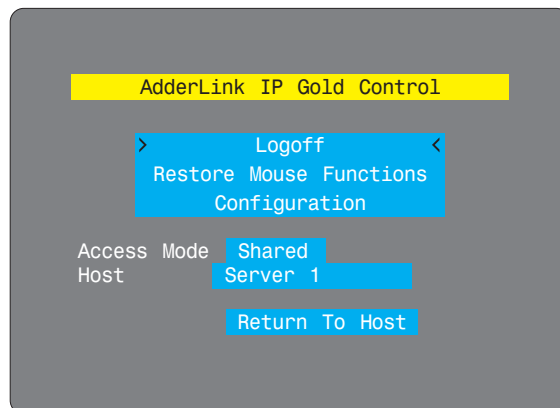 AdderLink IP Gold Control
> Logoff <
Restore Mouse Functions
Configuration
Access Mode Shared
Host Server 1
Return To Host